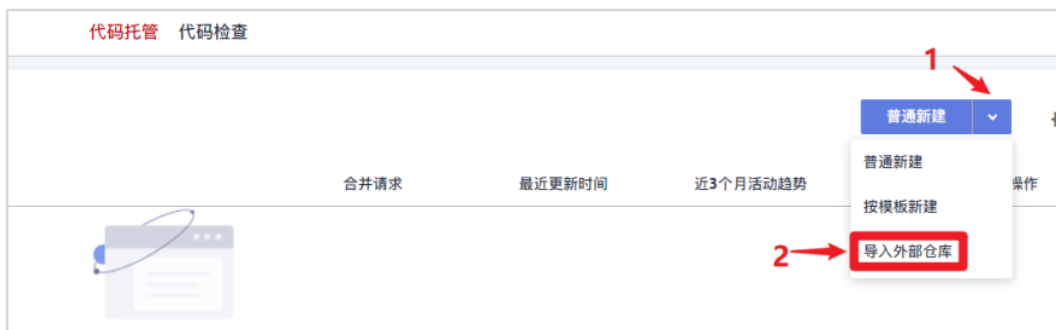 代码托管 代码检查
1
普通新建
普通新建
合并请求 最近更新时间 近3个月活动趋势 操作
按模板新建
2 导入外部仓库